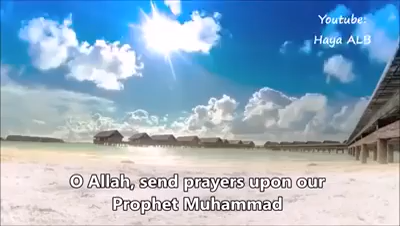 Youtube:
Haya ALB
O Allah, send prayers upon our
Prophet Muhammad